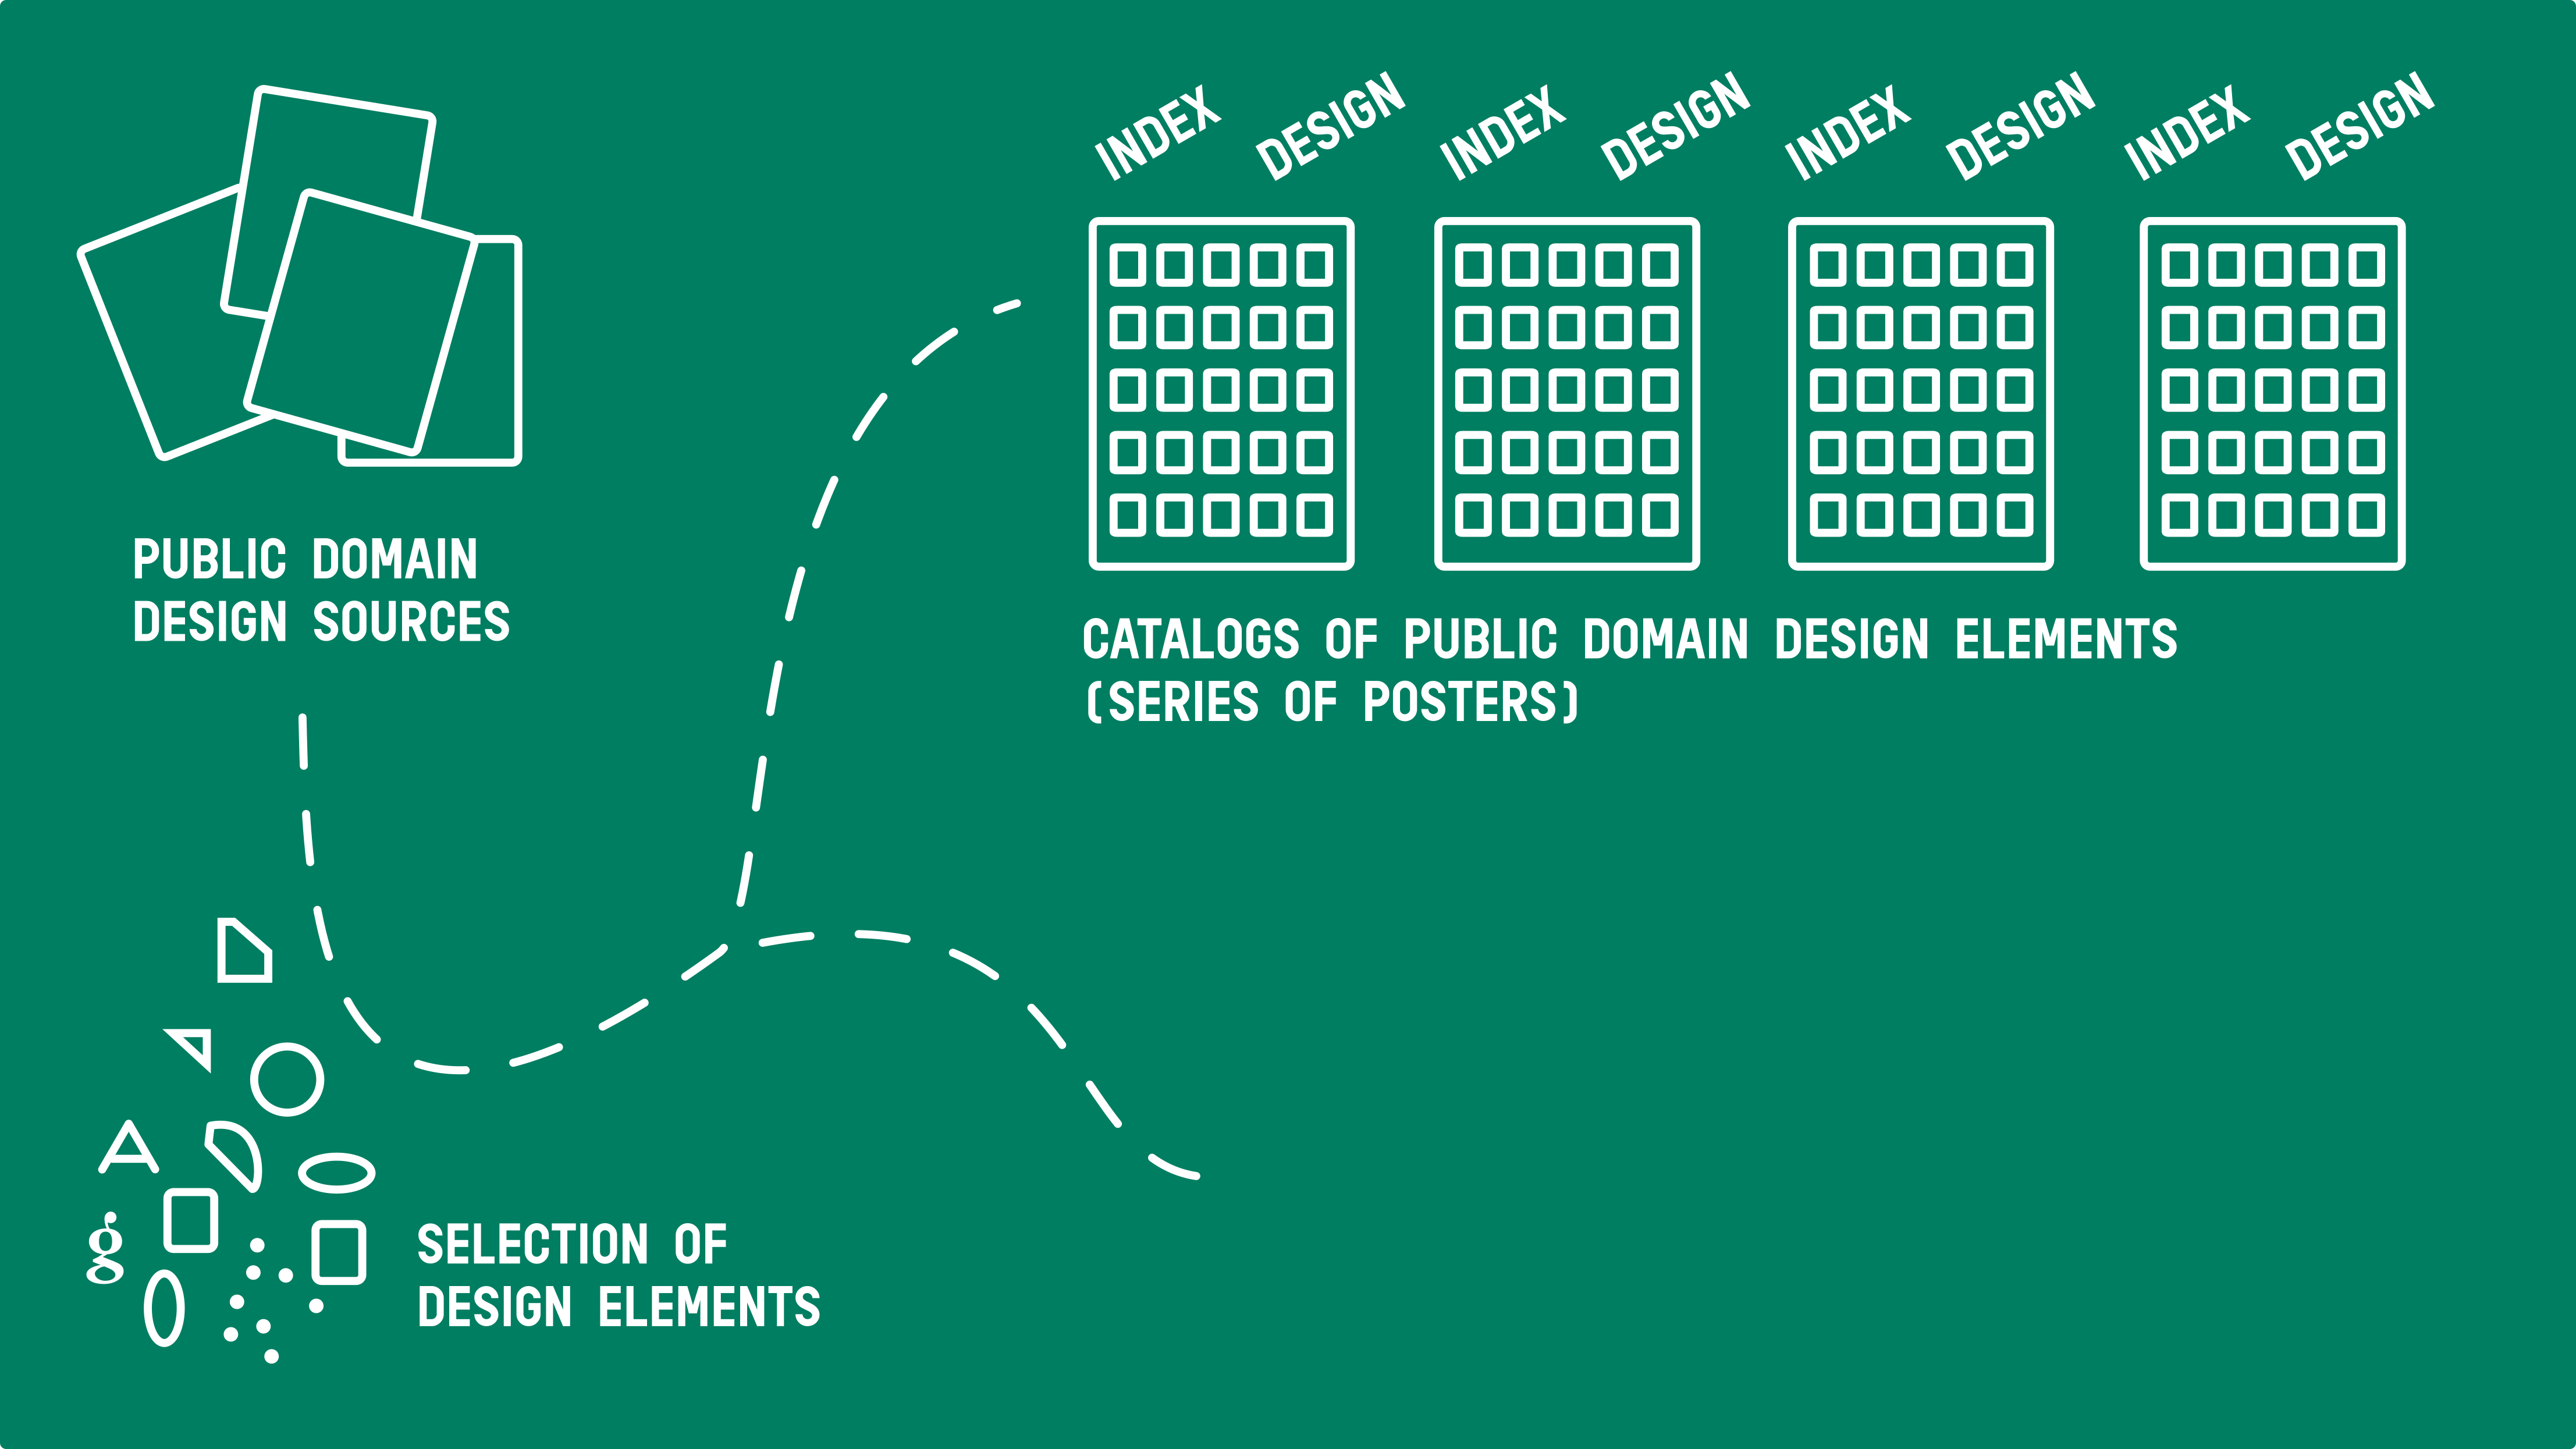 INDEX DESIGN INDEX DESIGN INDEX DESIGN INDEX DESIGN
PUBLIC DOMAIN
DESIGN SOURCES
CATALOGS OF PUBLIC DOMAIN DESIGN ELEMENTS
(SERIES OF POSTERS)
A
g
SELECTION OF
DESIGN ELEMENTS